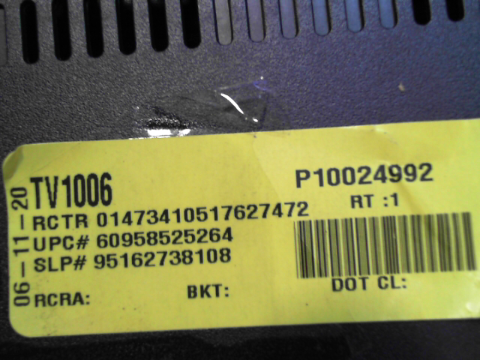 06-11-20
TV1006
P10024992
RCTR 01473410517627472
RT :1
UPC# 60958525264
SLP# 95162738108
RCRA:
BKT:
DOT CL: